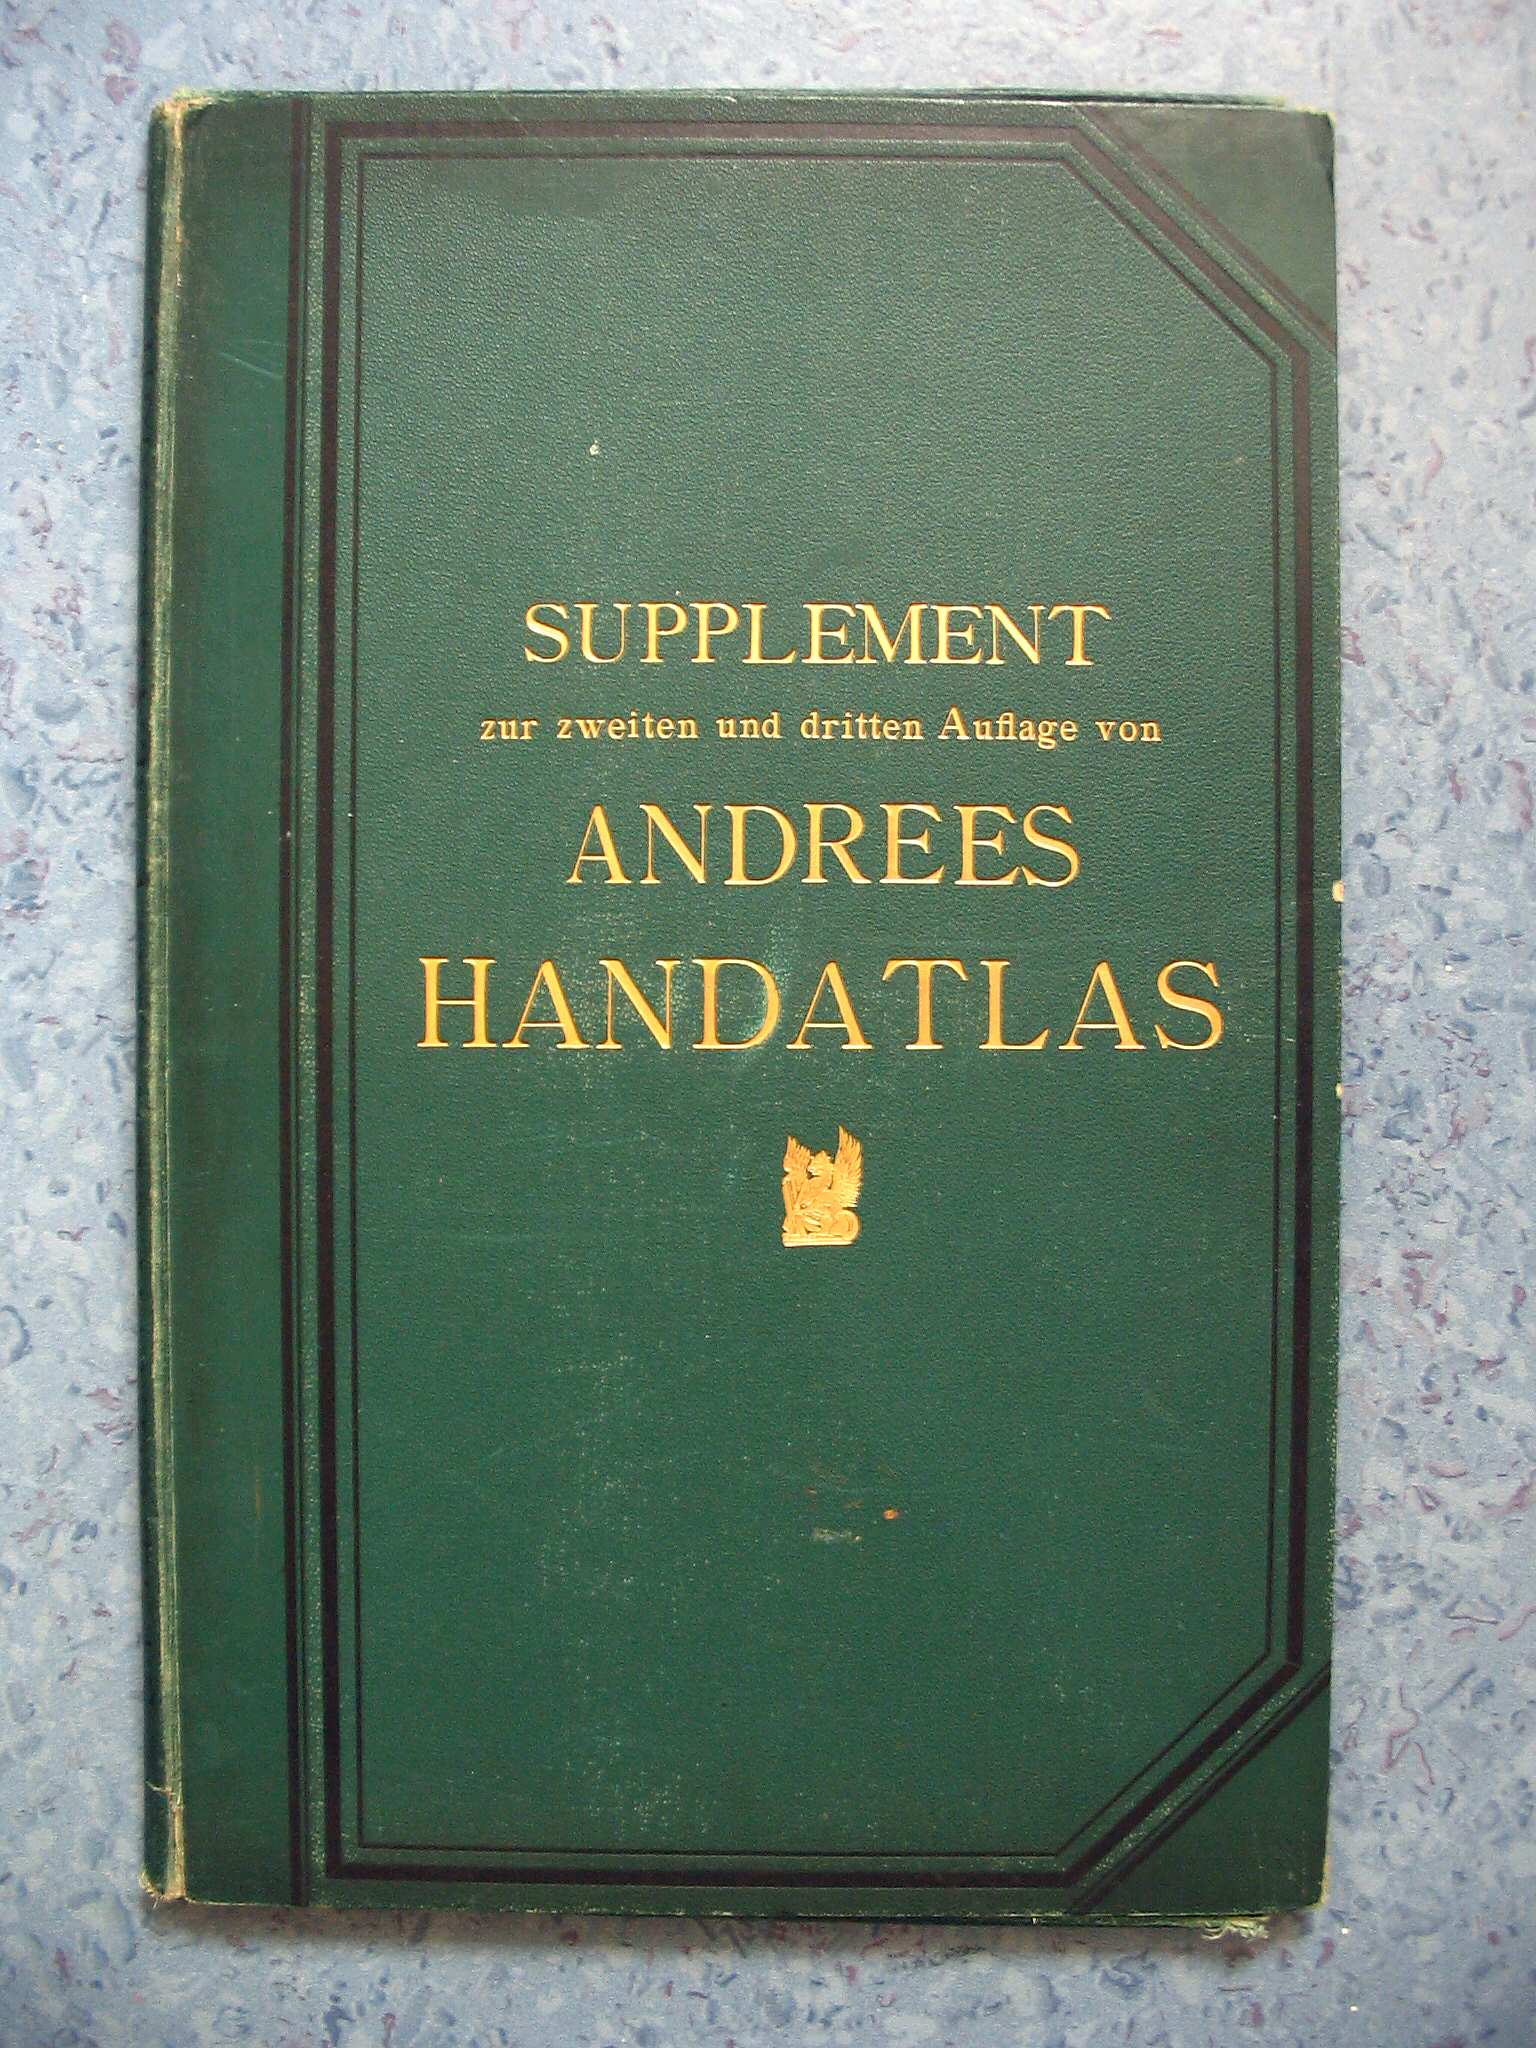 SUPPLEMENT
zur zweiten und dritten Auflage von
ANDREES
HANDATLAS